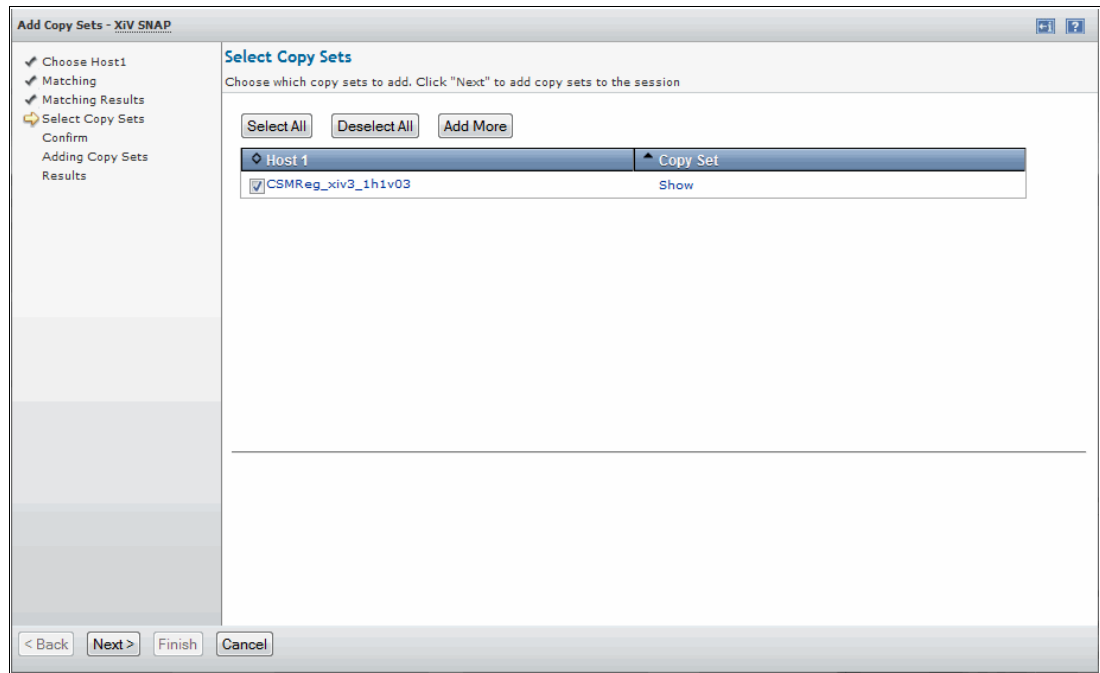 Add Copy Sets - XiV SNAP
Choose Host1
Matching
Matching Results
Select Copy Sets
Confirm
Adding Copy Sets
Results
Select Copy Sets
Choose which copy sets to add. Click "Next" to add copy sets to the session
Select All Deselect All Add More
Host 1 Copy Set
CSMReg_xiv3_1h1v03 Show
< Back Next > Finish Cancel